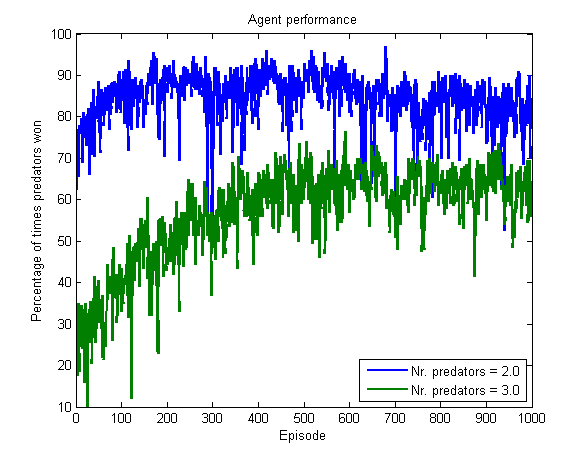 Agent performance
Percentage of times predators won
100
90
80
70
60
50
40
30
20
10
0 100 200 300 400 500 600 700 800 900 1000
Episode
Nr. predators = 2.0
Nr. predators = 3.0